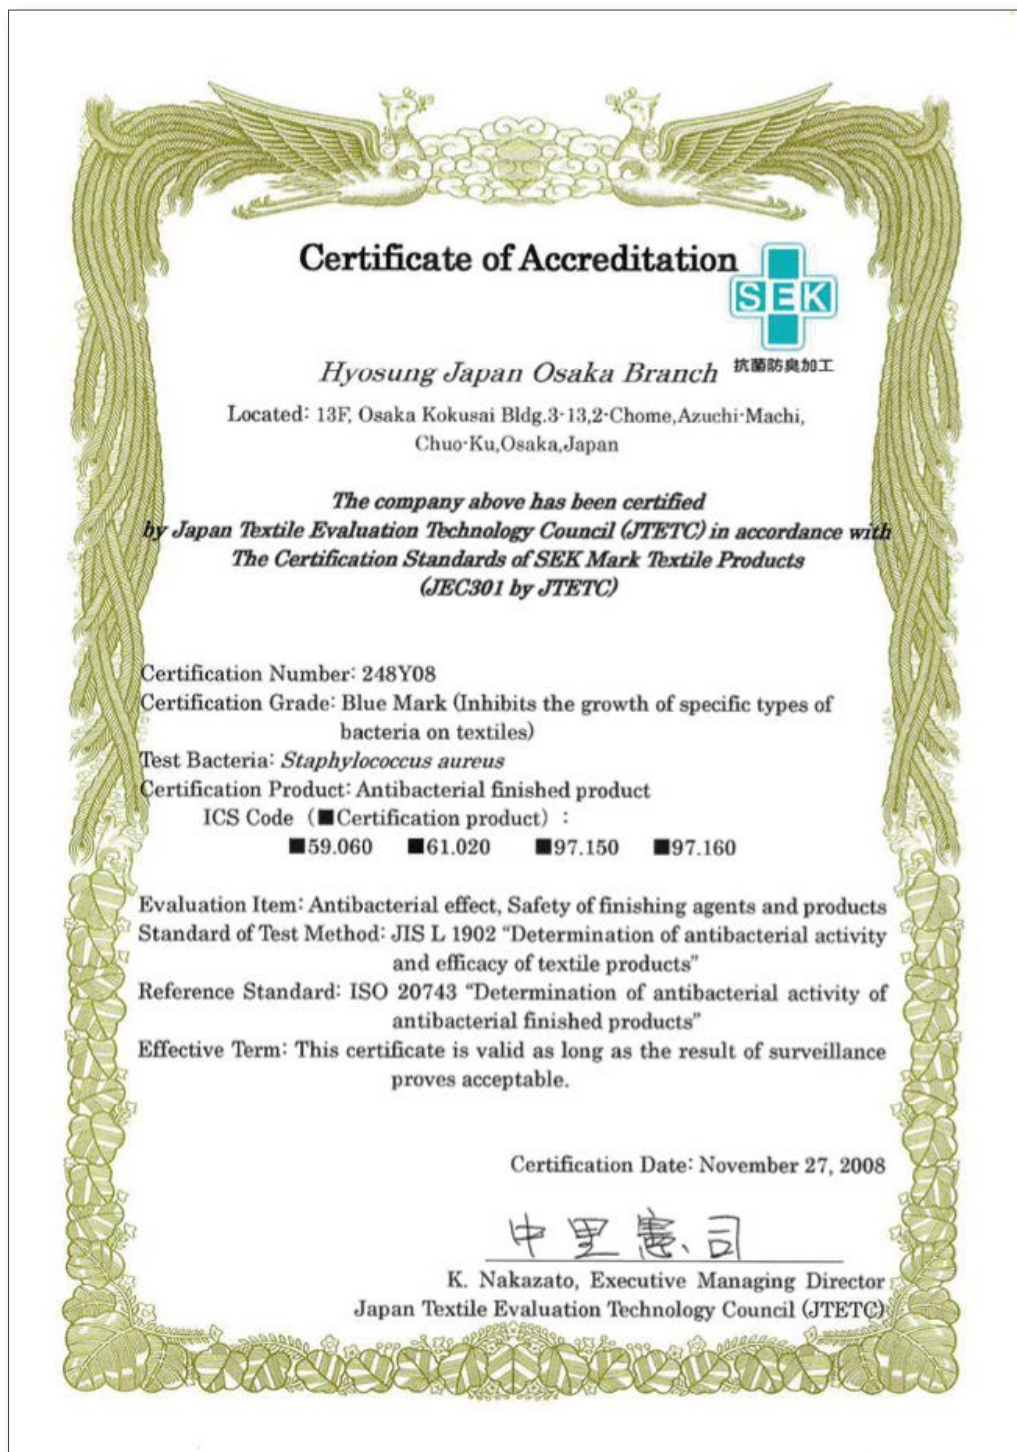 Certificate of Accreditation
SEK
抗菌防臭加工
Hyosung Japan Osaka Branch
Located: 13F, Osaka Kokusai Bldg.3-13,2-Chome,Azuchi-Machi,
Chuo-Ku,Osaka,Japan
The company above has been certified
by Japan Textile Evaluation Technology Council (JTETC) in accordance with
The Certification Standards of SEK Mark Textile Products
(JEC301 by JTETC)
Certification Number: 248Y08
Certification Grade: Blue Mark (Inhibits the growth of specific types of
bacteria on textiles)
Test Bacteria: Staphylococcus aureus
Certification Product: Antibacterial finished product
ICS Code (■Certification product) :
■59.060 ■61.020 ■97.150 ■97.160
Evaluation Item: Antibacterial effect, Safety of finishing agents and products
Standard of Test Method: JIS L 1902 “Determination of antibacterial activity
and efficacy of textile products”
Reference Standard: ISO 20743 “Determination of antibacterial activity of
antibacterial finished products”
Effective Term: This certificate is valid as long as the result of surveillance
proves acceptable.
Certification Date: November 27, 2008
中里憲司
K. Nakazato, Executive Managing Director
Japan Textile Evaluation Technology Council (JTETC)